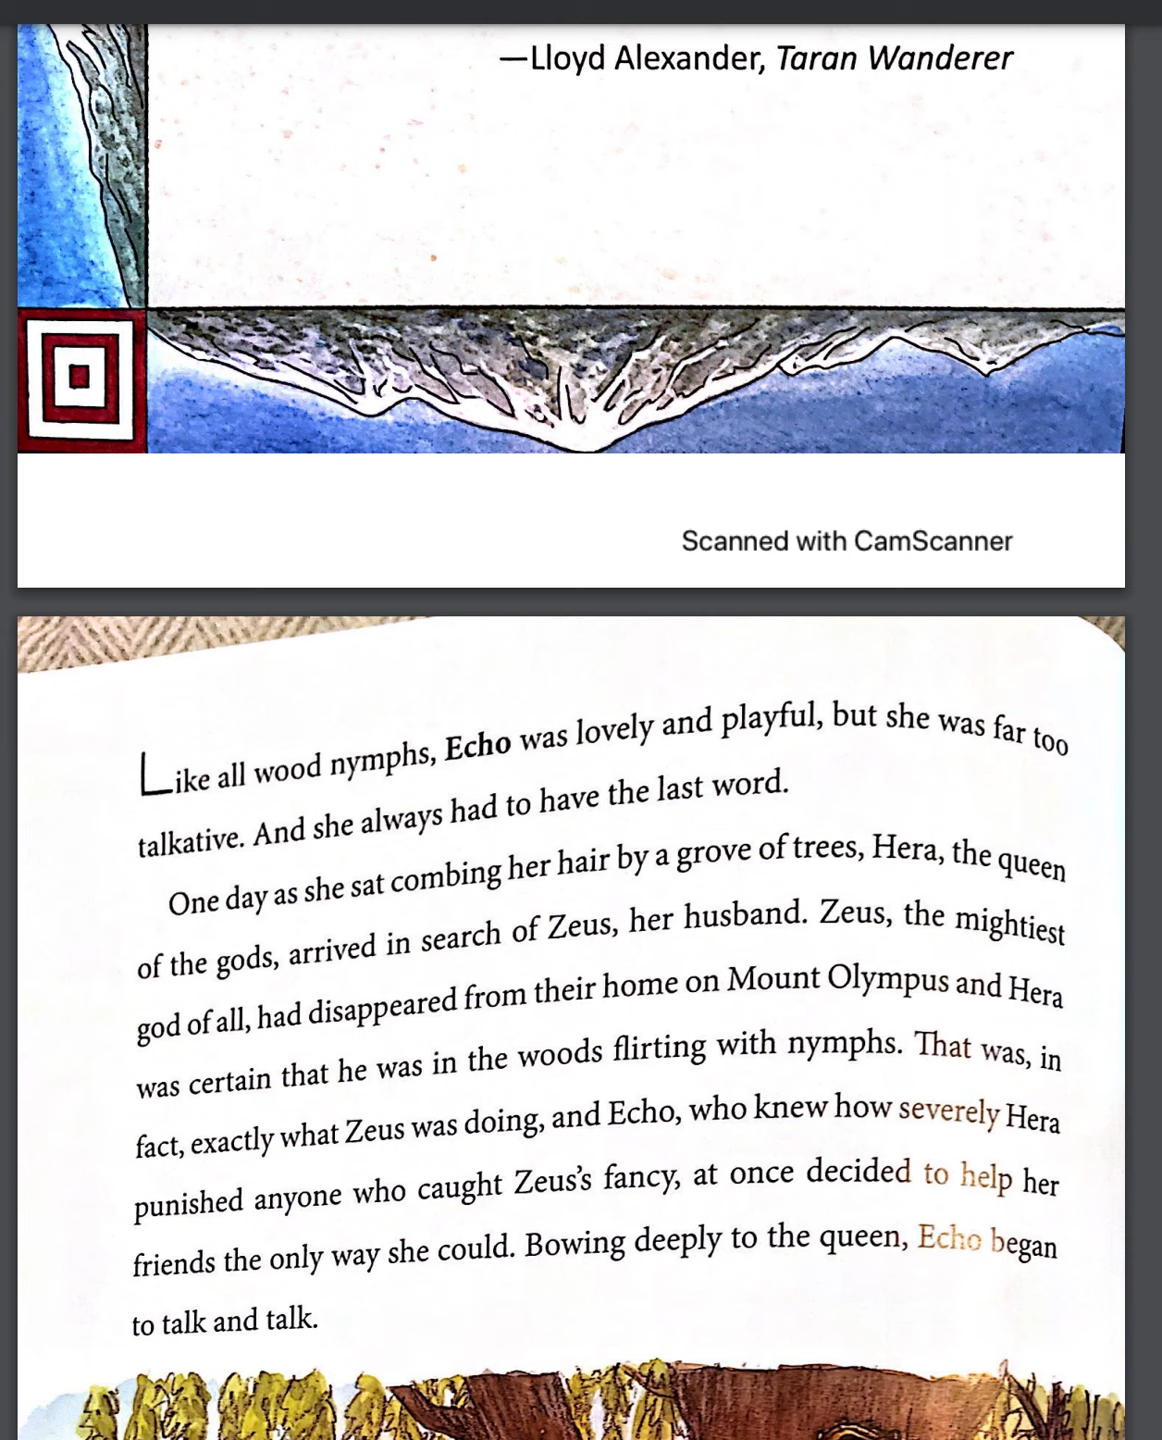 —Lloyd Alexander, Taran Wanderer
Scanned with CamScanner
Like all wood nymphs, Echo was lovely and playful, but she was far too
talkative. And she always had to have the last word.
One day as she sat combing her hair by a grove of trees, Hera, the queen
of the gods, arrived in search of Zeus, her husband. Zeus, the mightiest
god of all, had disappeared from their home on Mount Olympus and Hera
was certain that he was in the woods flirting with nymphs. That was, in
fact, exactly what Zeus was doing, and Echo, who knew how severely Hera
punished anyone who caught Zeus’s fancy, at once decided to help her
friends the only way she could. Bowing deeply to the queen, Echo began
to talk and talk.